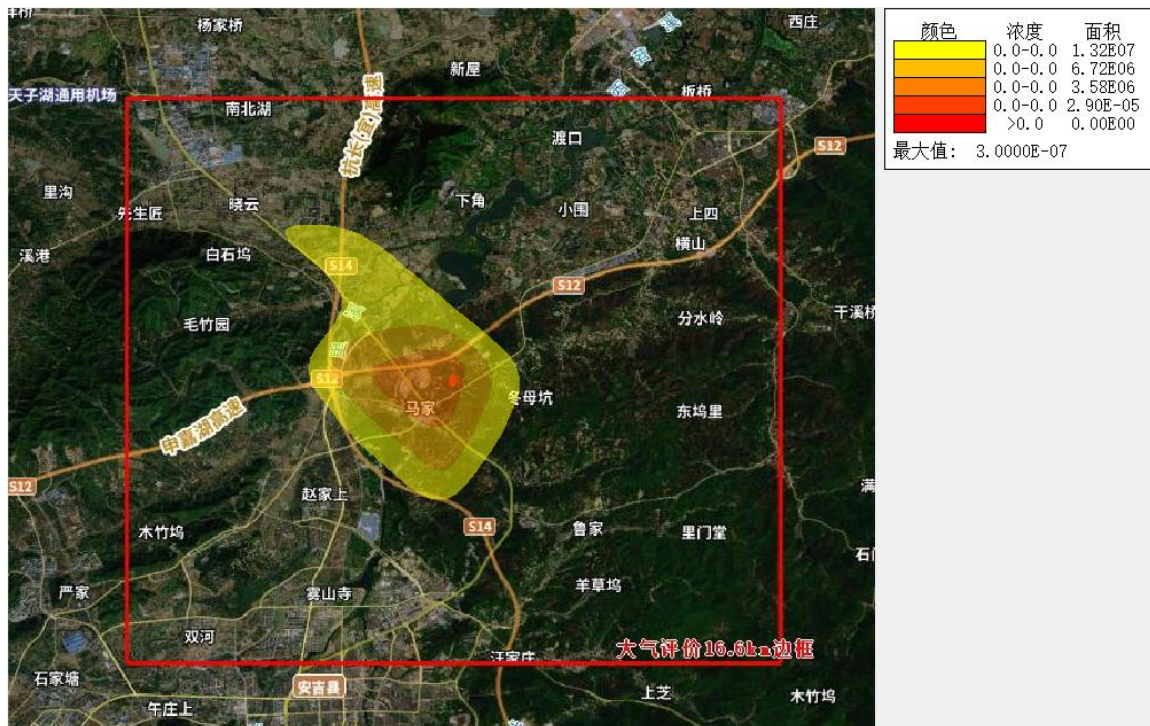 杨家桥
西庄
新屋
天子湖通用机场
南北湖
板桥
杭长(宜)高速
渡口
S12
里沟
下角
先生匠
晓云
小围
上四
横山
溪港
白石坞
S14
S12
毛竹园
分水岭
干溪桥
S12
马家
冬母坑
东坞里
申嘉湖高速
S12
赵家上
满
木竹坞
S14
鲁家
里门堂
严家
羊草坞
雾山寺
双河
大气评价16.6km边框
汪家庄
石家塘
安吉县
上芝
木竹坞
午庄上
颜色 浓度 面积
0.0-0.0 1.32E07
0.0-0.0 6.72E06
0.0-0.0 3.58E06
0.0-0.0 2.90E-05
>0.0 0.00E00
最大值: 3.0000E-07